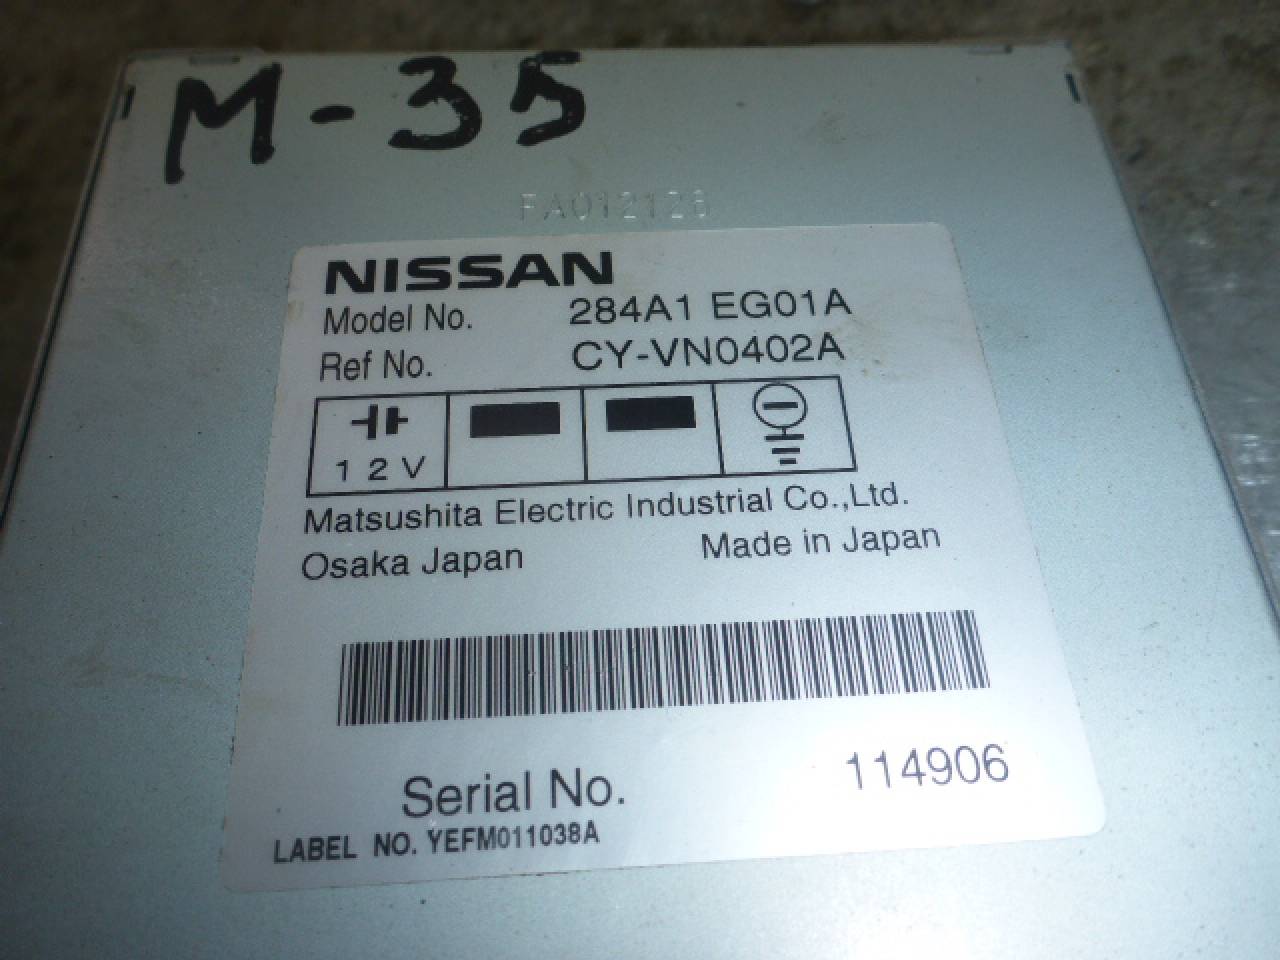 M-35
FA012126
NISSAN
Model No. 284A1 EG01A
Ref No. CY-VN0402A
12V
Matsushita Electric Industrial Co.,Ltd.
Osaka Japan Made in Japan
Serial No. 114906
LABEL NO. YEFM011038A